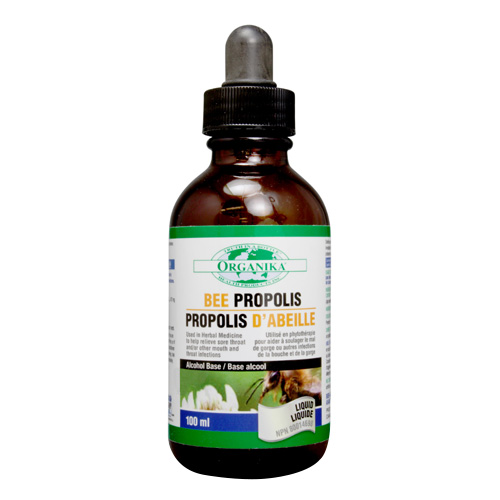 ORGANIKA
BEE PROPOLIS
PROPOLIS D'ABEILLE
Used in Herbal Medicine
to help relieve sore throat
and/or other mouth and
throat infections
Utilisé en phytothérapie
pour aider à soulager le mal
de gorge ou autres infections
de la bouche et de la gorge
Alcohol Base / Base alcool
LIQUID
LIQUIDE
100 ml